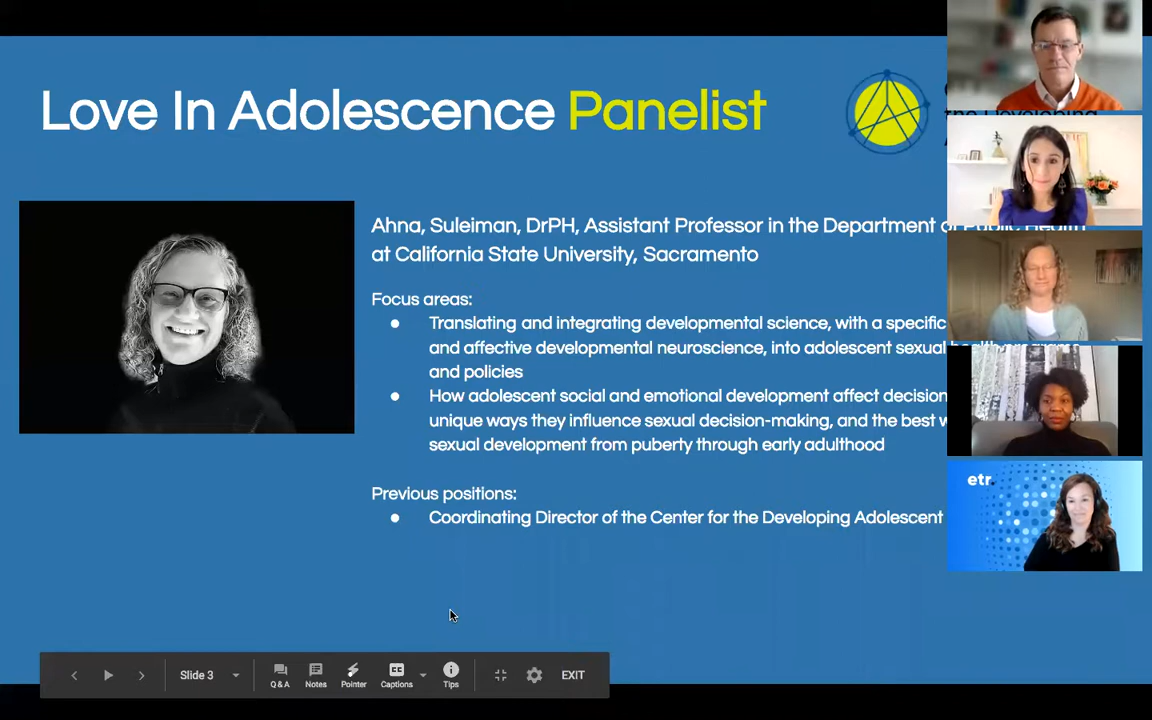 Love In Adolescence Panelist
Ahna, Suleiman, DrPH, Assistant Professor in the Department of Public Health
at California State University, Sacramento
Focus areas:
● Translating and integrating developmental science, with a specific
and affective developmental neuroscience, into adolescent sexual
and policies
● How adolescent social and emotional development affect decision
unique ways they influence sexual decision-making, and the best
sexual development from puberty through early adulthood
Previous positions:
● Coordinating Director of the Center for the Developing Adolescent
etr.
Slide 3
Q & A
Notes
Pointer
CC
Captions
Tips
EXIT